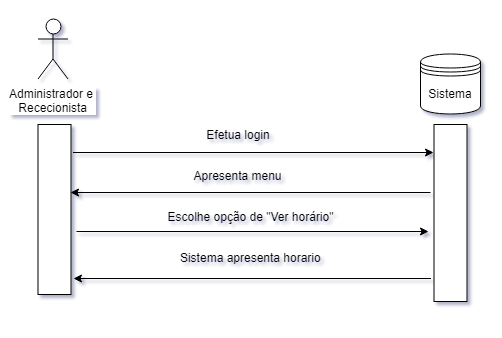 Administrador e
Rececionista
Sistema
Efetua login
Apresenta menu
Escolhe opção de "Ver horário"
Sistema apresenta horario